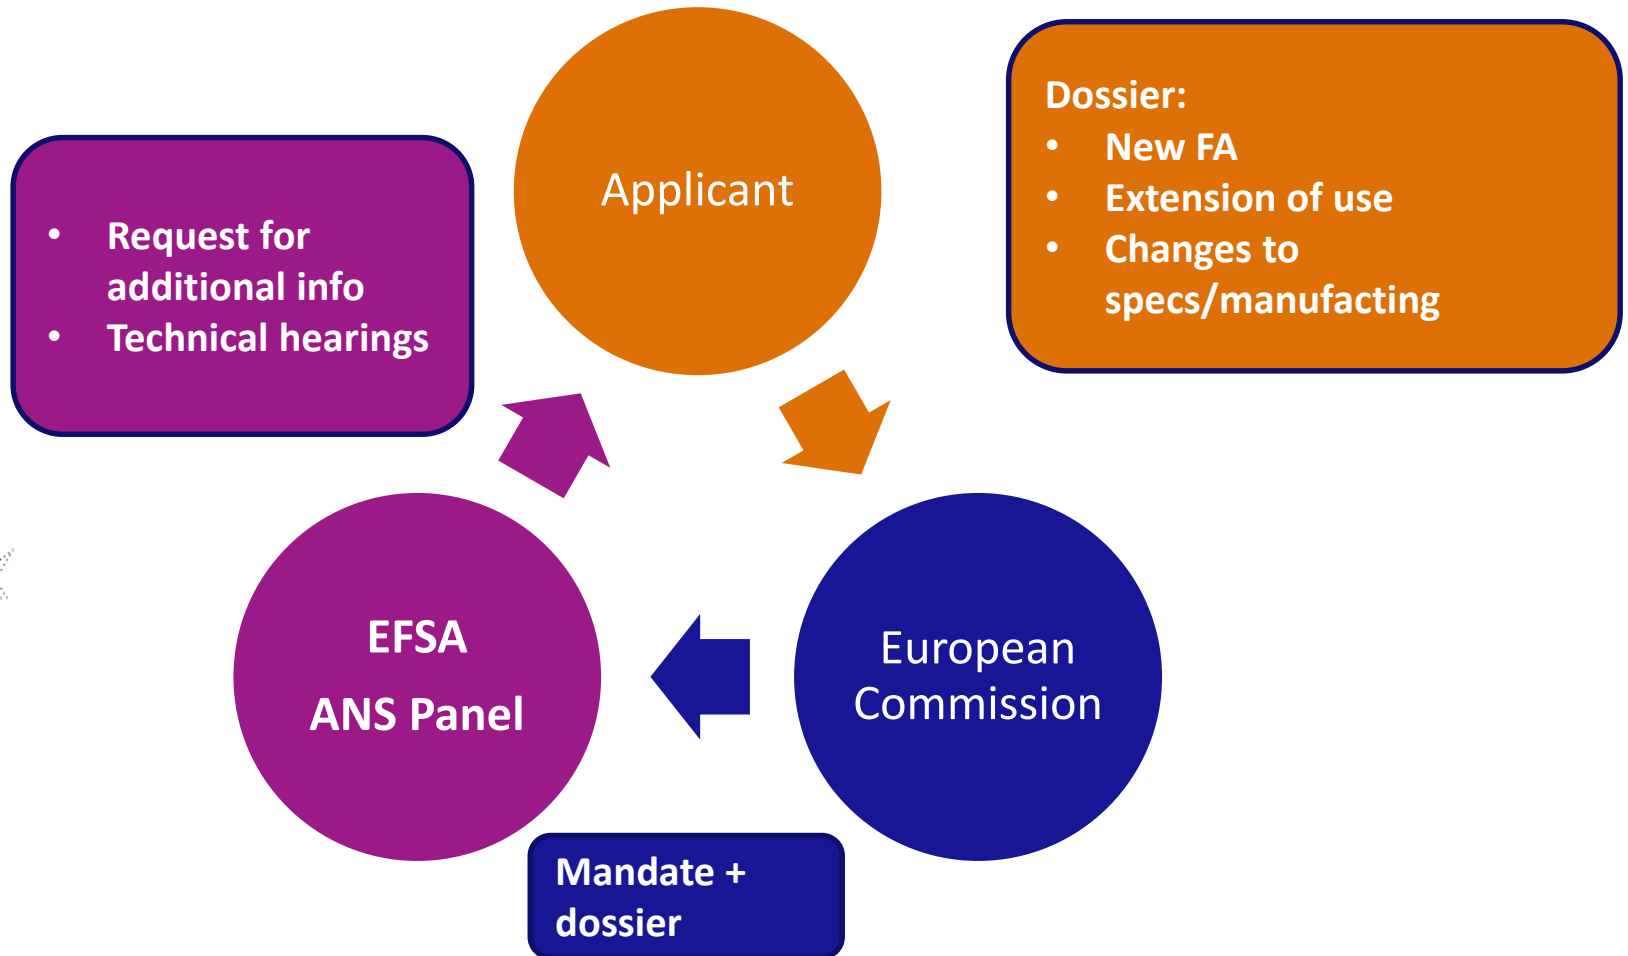 Applicant
Dossier:
• New FA
• Extension of use
• Changes to
specs/manufacting
• Request for
additional info
• Technical hearings
EFSA
ANS Panel
European
Commission
Mandate +
dossier